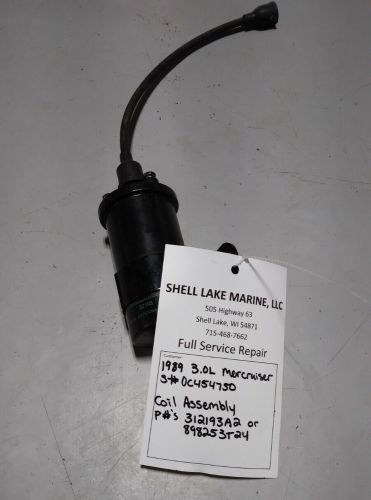 SHELL LAKE MARINE, LLC
505 Highway 63
Shell Lake, WI 54871
715-468-7662
Full Service Repair
Customer:
1989 3.0L Mercruiser
S# 0C454750
Coil Assembly
P#'s 312193A2 or
898253T24